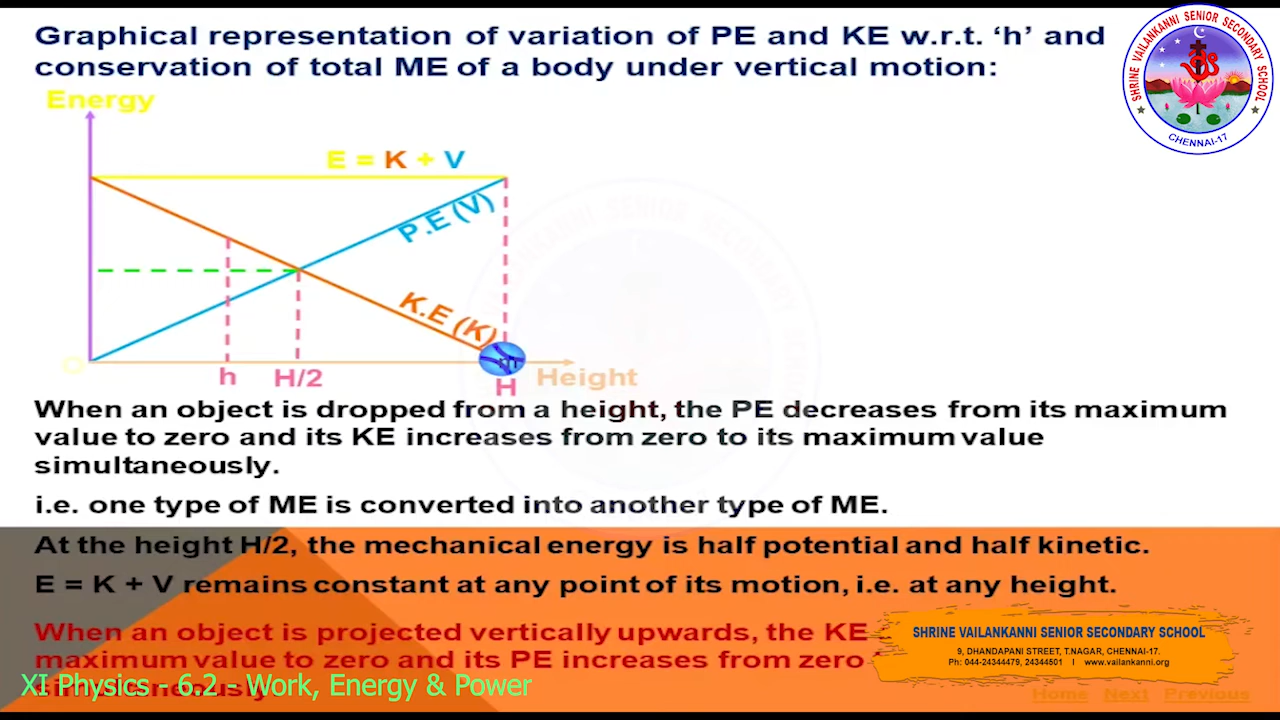 Graphical representation of variation of PE and KE w.r.t. ‘h’ and
conservation of total ME of a body under vertical motion:
SHRINE VAILANKANNI SENIOR SECONDARY SCHOOL
CHENNAI-17
Energy
E = K + V
P.E (V)
K.E (K)
O
h
H/2
H
Height
When an object is dropped from a height, the PE decreases from its maximum
value to zero and its KE increases from zero to its maximum value
simultaneously.
i.e. one type of ME is converted into another type of ME.
At the height H/2, the mechanical energy is half potential and half kinetic.
E = K + V remains constant at any point of its motion, i.e. at any height.
When an object is projected vertically upwards, the KE
maximum value to zero and its PE increases from zero
simultaneously
XI Physics - 6.2 - Work, Energy & Power
SHRINE VAILANKANNI SENIOR SECONDARY SCHOOL
9, DHANDAPANI STREET, T.NAGAR, CHENNAI-17.
Ph: 044-24344479, 24344501 I www.vailankanni.org
Home Next Previous